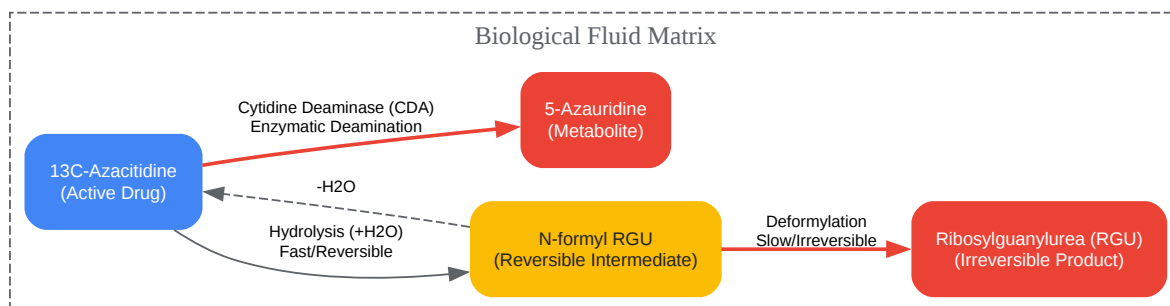 Biological Fluid Matrix
Cytidine Deaminase (CDA)
Enzymatic Deamination
5-Azauridine
(Metabolite)
13C-Azacitidine
(Active Drug)
-H2O
Hydrolysis (+H2O)
Fast/Reversible
N-formyl RGU
(Reversible Intermediate)
Deformylation
Slow/Irreversible
Ribosylguanylurea (RGU)
(Irreversible Product)